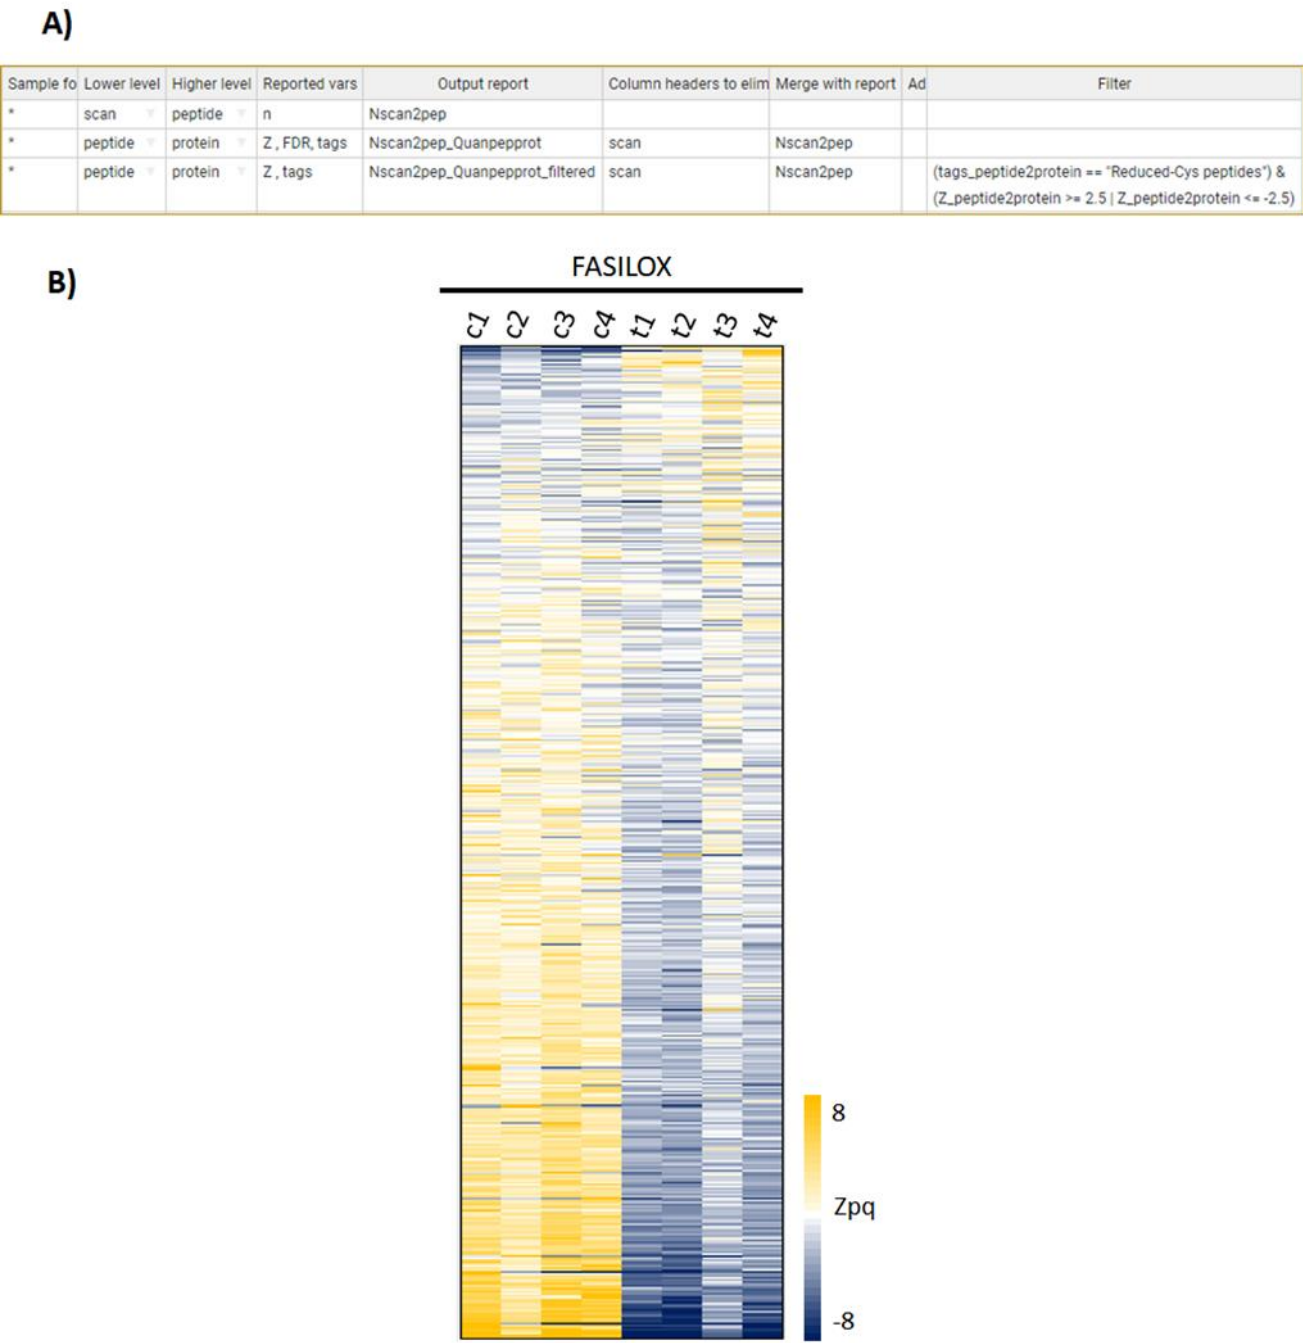 A)
Sample fo Lower level Higher level Reported vars Output report Column headers to elim Merge with report Ad Filter
* scan peptide n Nscan2pep
* peptide protein Z , FDR, tags Nscan2pep_Quanpepprot scan Nscan2pep
* peptide protein Z , tags Nscan2pep_Quanpepprot_filtered scan Nscan2pep (tags_peptide2protein == "Reduced-Cys peptides") &
(Z_peptide2protein >= 2.5 | Z_peptide2protein <= -2.5)
B)
FASILOX
c1 c2 c3 c4 t1 t2 t3 t4
8
Zpq
-8